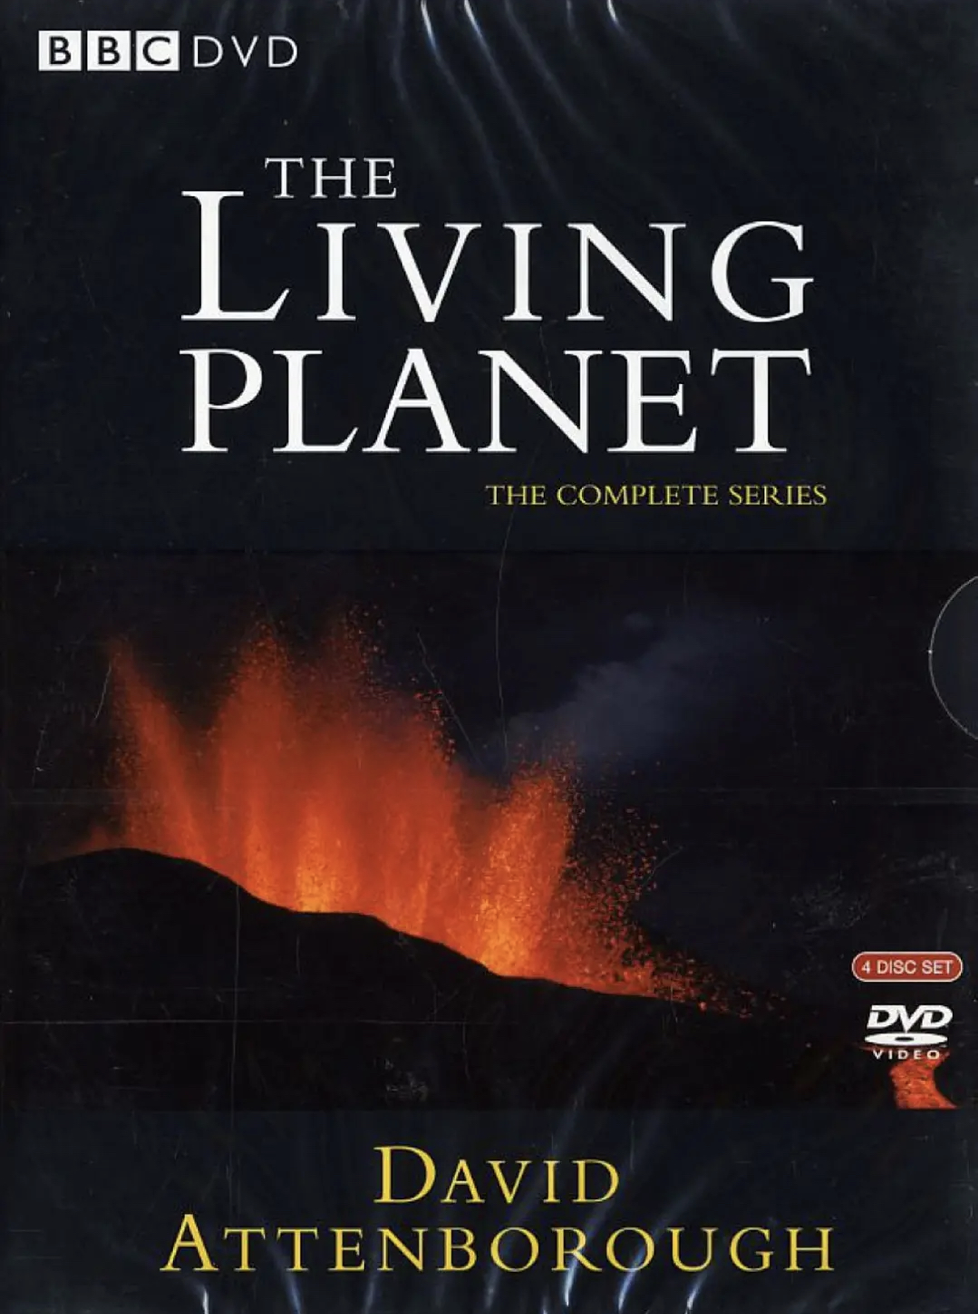 BBC DVD
THE
LIVING
PLANET
THE COMPLETE SERIES
4 DISC SET
DVD
VIDEO
DAVID
ATTENBOROUGH